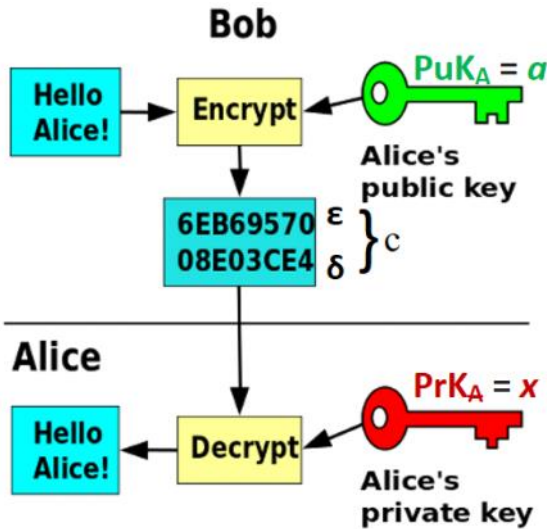 Bob
Hello
Alice!
Encrypt
PuKA = a
Alice's
public key
6EB69570 ε
08E03CE4 δ
} c
Alice
PrKA = x
Hello
Alice!
Decrypt
Alice's
private key